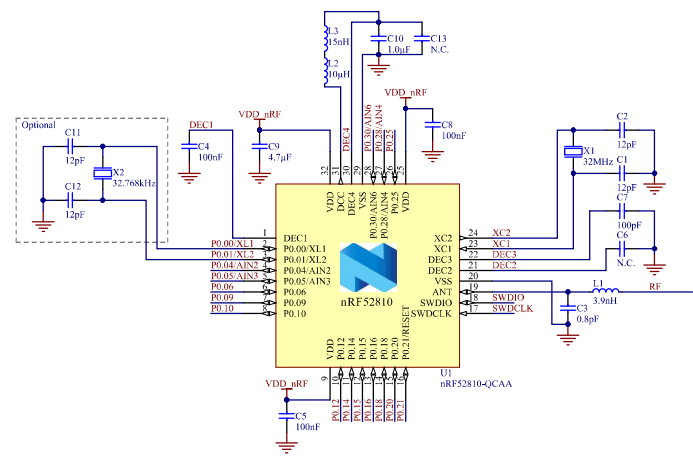 L3
15nH
L2
10µH
C10
1.0µF
C13
N.C.
VDD_nRF
VDD_nRF
C8
100nF
DEC4
P0.30/AIN6
P0.28/AIN4
P0.25
Optional
C11
12pF
X2
32.768kHz
C12
12pF
DEC1
C4
100nF
C9
4.7µF
C2
12pF
X1
32MHz
C1
12pF
C7
100pF
C6
N.C.
32
31
30
29
28
27
26
25
VDD
DCC
DEC4
VSS
P0.30/AIN6
P0.28/AIN4
P0.25
VDD
1
DEC1
P0.00/XL1
2
P0.00/XL1
P0.01/XL2
3
P0.01/XL2
P0.04/AIN2
4
P0.04/AIN2
P0.05/AIN3
5
P0.05/AIN3
P0.06
6
P0.06
P0.09
7
P0.09
P0.10
8
P0.10
nRF52810
XC2
24
XC2
XC1
23
XC1
DEC3
22
DEC3
DEC2
21
DEC2
VSS
20
ANT
19
SWDIO
18
SWDIO
SWDCLK
17
SWDCLK
L1
3.9nH
RF
C3
0.8pF
VDD
P0.12
P0.14
P0.15
P0.16
P0.18
P0.20
P0.21/RESET
9
10
11
12
13
14
15
16
U1
nRF52810-QCAA
VDD_nRF
C5
100nF
P0.12
P0.14
P0.15
P0.16
P0.18
P0.20
P0.21